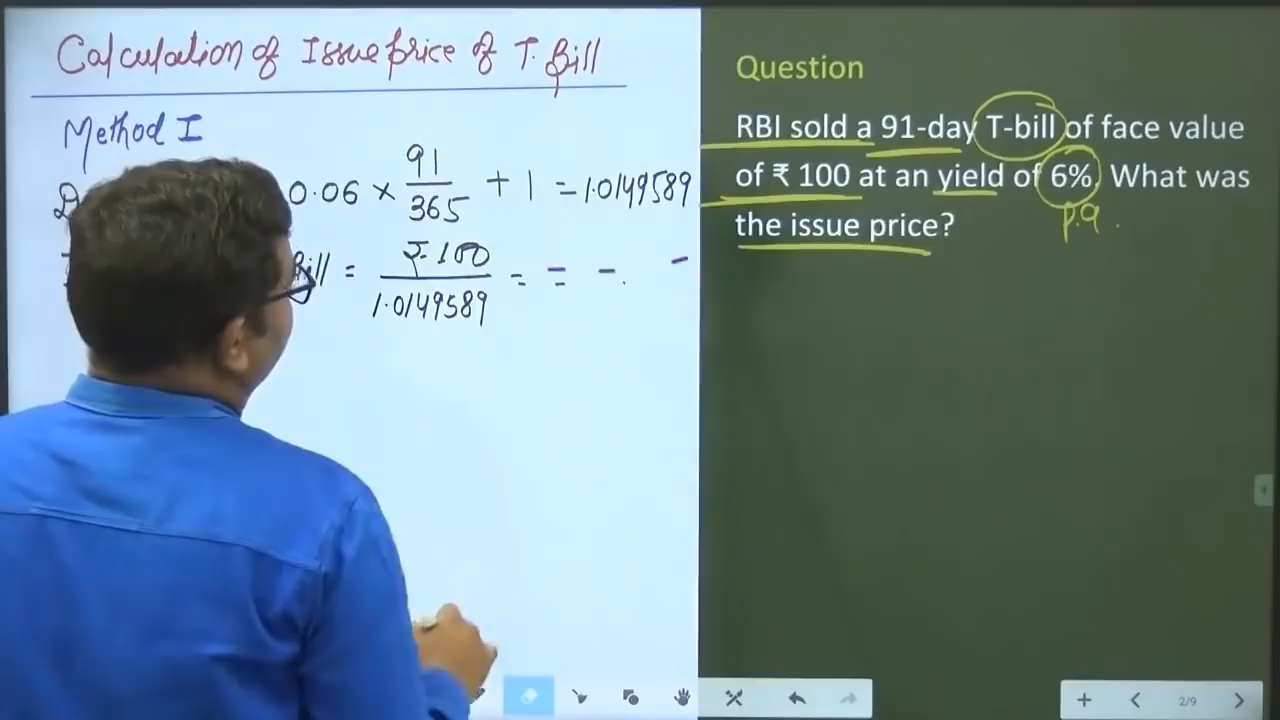 Calculation of Issue price of T. Bill
Method I
0.06 × 91/365 + 1 = 1.0149589
Bill = ₹.100/1.0149589 = = - . -
Question
RBI sold a 91-day T-bill of face value
of ₹ 100 at an yield of 6%. What was
p.a.
the issue price?
2/9